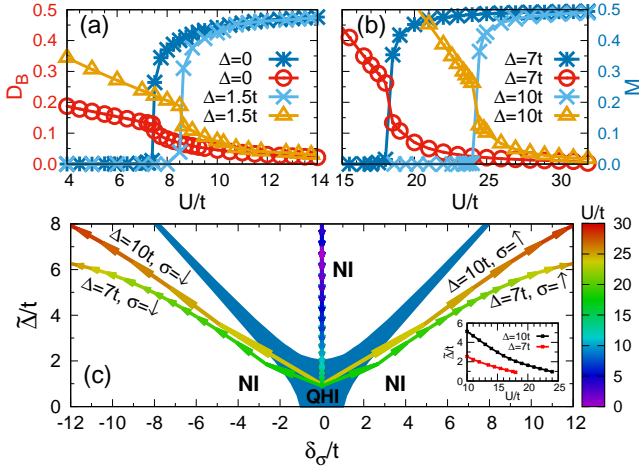 0.5
0.4
0.3
0.2
0.1
0.0
D_B
(a)
Δ=0
Δ=0
Δ=1.5t
Δ=1.5t
4 6 8 10 12 14
U/t
(b)
Δ=7t
Δ=7t
Δ=10t
Δ=10t
15 20 25 30
U/t
0.5
0.4
0.3
0.2
0.1
0.0
M
8
6
4
2
0
Δ̃/t
Δ=10t, σ=↓
Δ=7t, σ=↓
NI
Δ=10t, σ=↑
Δ=7t, σ=↑
(c)
NI
QHI
NI
6
4
2
0
Δ̃/t
Δ=10t
Δ=7t
10 15 20 25
U/t
-12 -10 -8 -6 -4 -2 0 2 4 6 8 10 12
δ_σ/t
U/t
30
25
20
15
10
5
0